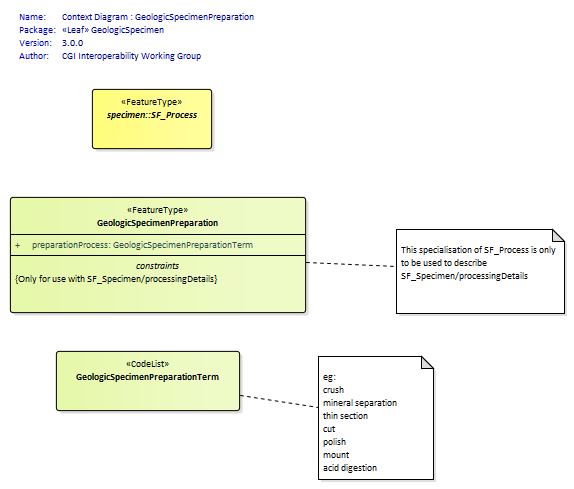 Name: Context Diagram : GeologicSpecimenPreparation
Package: «Leaf» GeologicSpecimen
Version: 3.0.0
Author: CGI Interoperability Working Group
«FeatureType»
specimen::SF_Process
«FeatureType»
GeologicSpecimenPreparation
+ preparationProcess: GeologicSpecimenPreparationTerm
constraints
{Only for use with SF_Specimen/processingDetails}
This specialisation of SF_Process is only
to be used to describe
SF_Specimen/processingDetails
«CodeList»
GeologicSpecimenPreparationTerm
eg:
crush
mineral separation
thin section
cut
polish
mount
acid digestion